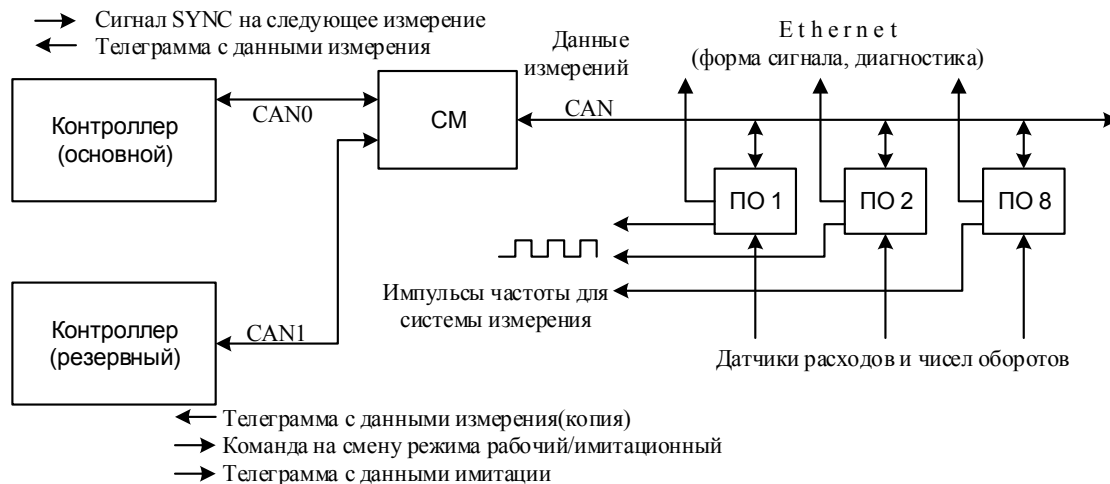 Сигнал SYNC на следующее измерение
Телеграмма с данными измерения
Данные
измерений
Ethernet
(форма сигнала, диагностика)
Контроллер
(основной)
CAN0
СМ
CAN
ПО 1
ПО 2
ПО 8
Импульсы частоты для
системы измерения
Контроллер
(резервный)
CAN1
Датчики расходов и чисел оборотов
Телеграмма с данными измерения(копия)
Команда на смену режима рабочий/имитационный
Телеграмма с данными имитации